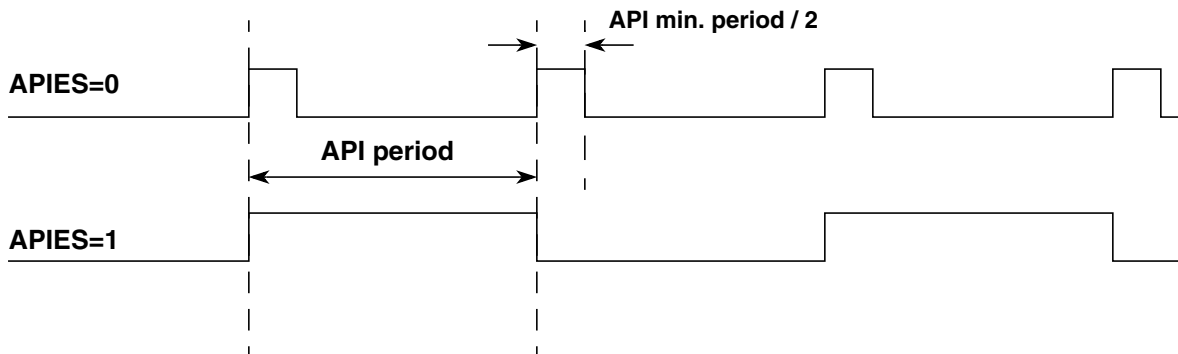 API min. period / 2
APIES=0
API period
APIES=1